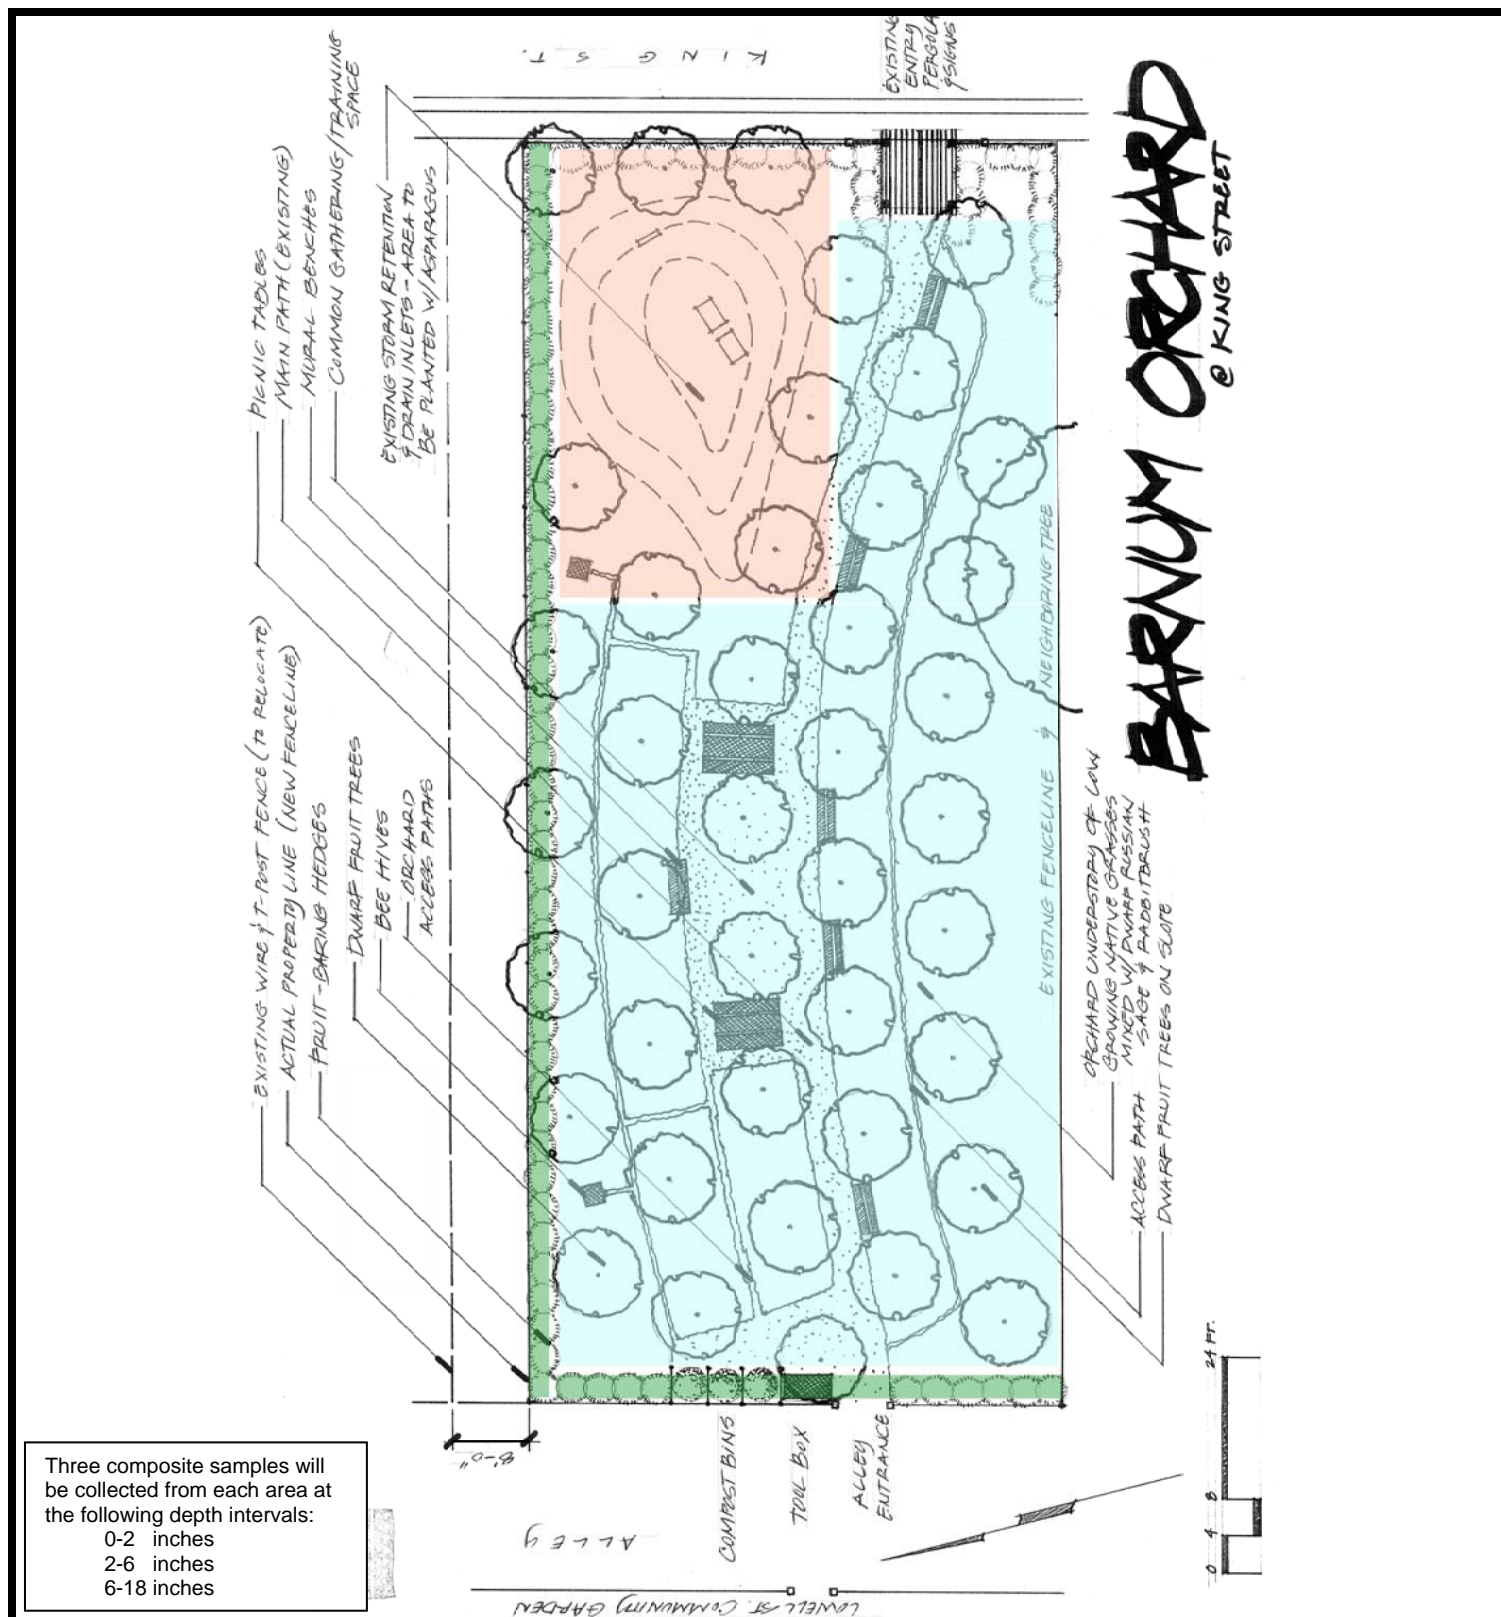 KING ST.
EXISTING
ENTRY
PERGOLA
& SIGNS
PICNIC TABLES
MAIN PATH (EXISTING)
MURAL BENCHES
COMMON GATHERING/TRAINING
SPACE
EXISTING STORM RETENTION
& DRAIN INLETS - AREA TO
BE PLANTED W/ ASPARAGUS
BARNUM ORCHARD
@ KING STREET
EXISTING WIRE & T-POST FENCE (TO RELOCATE)
ACTUAL PROPERTY LINE (NEW FENCELINE)
FRUIT-BARING HEDGES
DWARF FRUIT TREES
BEE HIVES
ORCHARD
ACCESS PATHS
EXISTING FENCELINE & NEIGHBORING TREE
ORCHARD UNDERSTORY OF LOW
GROWING NATIVE GRASSES
MIXED W/ DWARF RUSSIAN
SAGE & RABBITBRUSH
ACCESS PATH
DWARF FRUIT TREES ON SLOPE
8'-0"
COMPOST BINS
TOOL BOX
ALLEY
ENTRANCE
ALLEY
LOWELL ST. COMMUNITY GARDEN
0 4 8 24 FT.
Three composite samples will
be collected from each area at
the following depth intervals:
0-2 inches
2-6 inches
6-18 inches